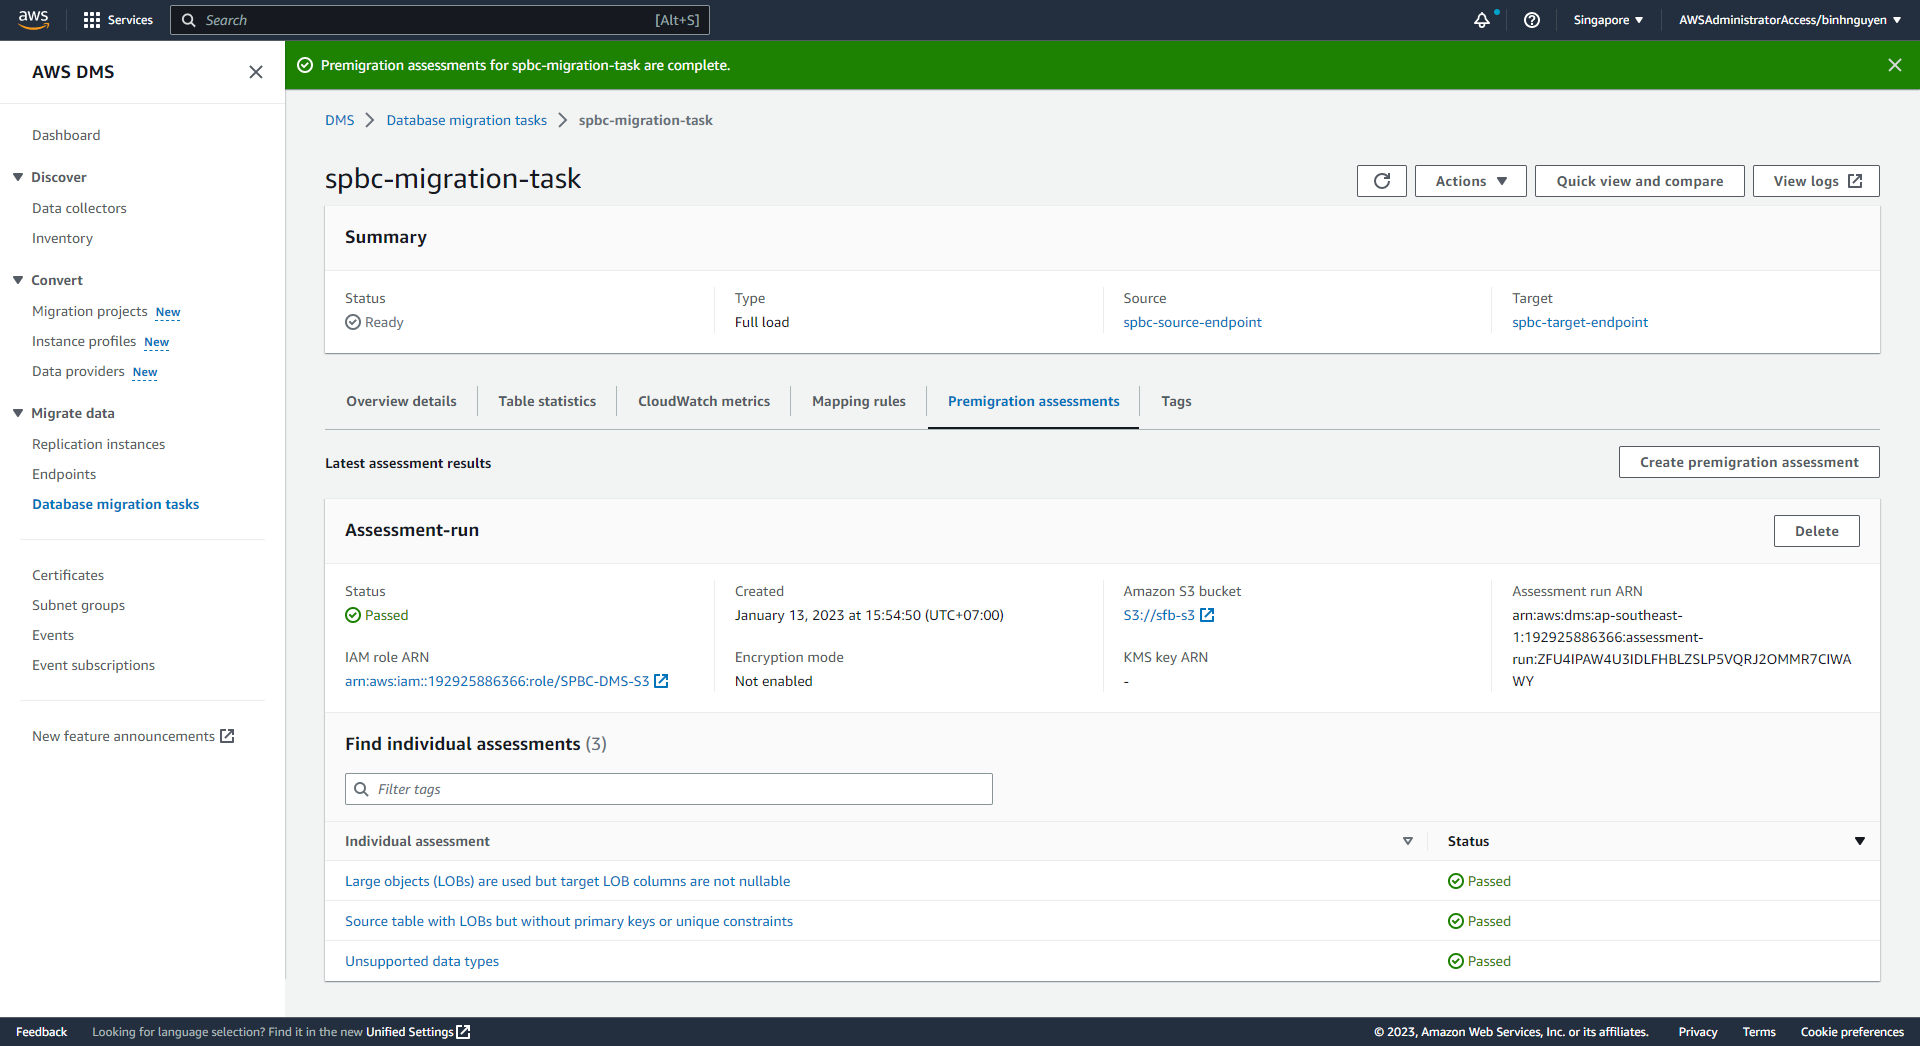 aws
Services
Search
[Alt+S]
Singapore
AWSAdministratorAccess/binhnguyen
AWS DMS
Dashboard
Discover
Data collectors
Inventory
Convert
Migration projects New
Instance profiles New
Data providers New
Migrate data
Replication instances
Endpoints
Database migration tasks
Certificates
Subnet groups
Events
Event subscriptions
New feature announcements
Premigration assessments for spbc-migration-task are complete.
DMS
Database migration tasks
spbc-migration-task
spbc-migration-task
Actions
Quick view and compare
View logs
Summary
Status
Ready
Type
Full load
Source
spbc-source-endpoint
Target
spbc-target-endpoint
Overview details
Table statistics
CloudWatch metrics
Mapping rules
Premigration assessments
Tags
Latest assessment results
Create premigration assessment
Assessment-run
Delete
Status
Passed
Created
January 13, 2023 at 15:54:50 (UTC+07:00)
Amazon S3 bucket
S3://sfb-s3
Assessment run ARN
arn:aws:dms:ap-southeast-
1:192925886366:assessment-
run:ZFU4IPAW4U3IDLFHBLZSLP5VQRJ2OMMR7CIWA
WY
IAM role ARN
arn:aws:iam::192925886366:role/SPBC-DMS-S3
Encryption mode
Not enabled
KMS key ARN
-
Find individual assessments (3)
Filter tags
Individual assessment
Status
Large objects (LOBs) are used but target LOB columns are not nullable
Passed
Source table with LOBs but without primary keys or unique constraints
Passed
Unsupported data types
Passed
Feedback
Looking for language selection? Find it in the new Unified Settings
© 2023, Amazon Web Services, Inc. or its affiliates.
Privacy
Terms
Cookie preferences